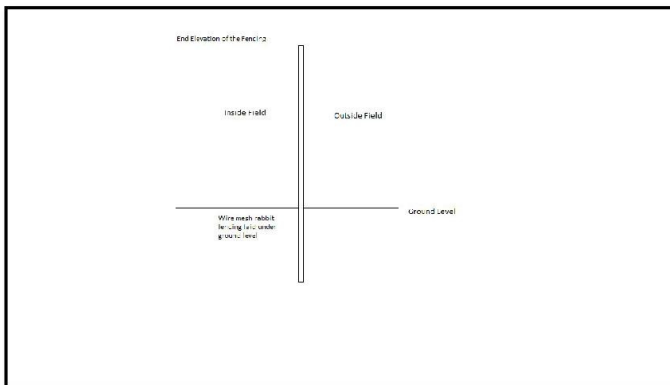 End Elevation of the Fencing
Inside Field
Outside Field
Ground Level
Wire mesh rabbit
fencing laid under
ground level